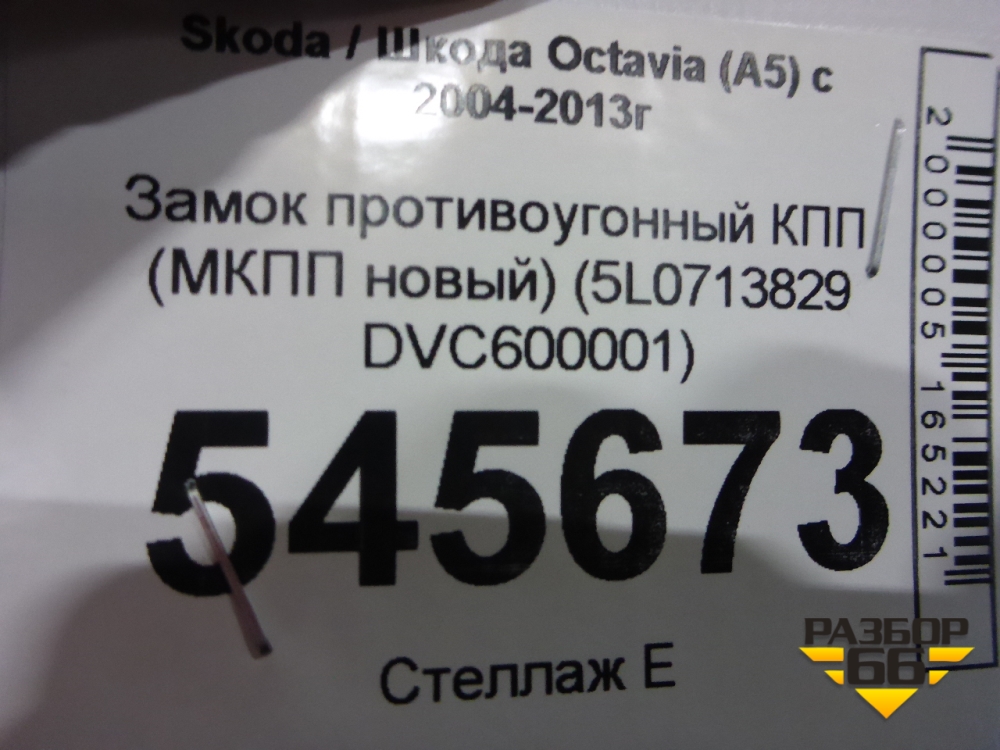 Skoda / Шкода Octavia (A5) с
2004-2013г
Замок противоугонный КПП
(МКПП новый) (5L0713829
DVC600001)
545673
Стеллаж Е
2000005165221
РАЗБОР
66